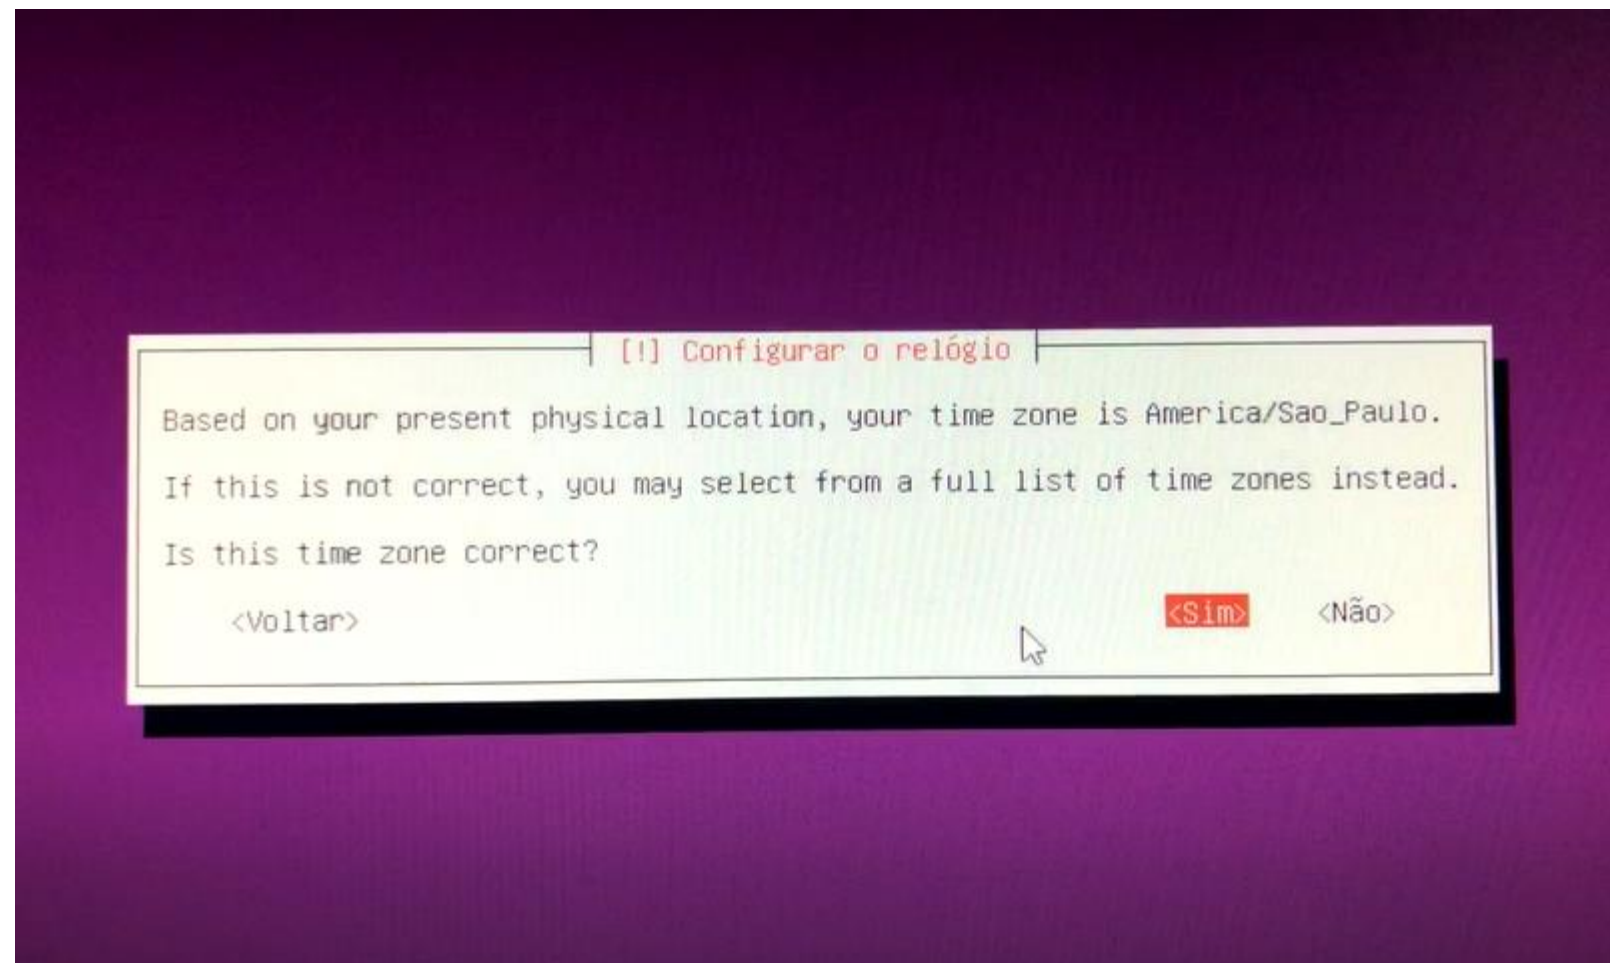 [!] Configurar o relógio
Based on your present physical location, your time zone is America/Sao_Paulo.
If this is not correct, you may select from a full list of time zones instead.
Is this time zone correct?
<Voltar> <Sim> <Não>